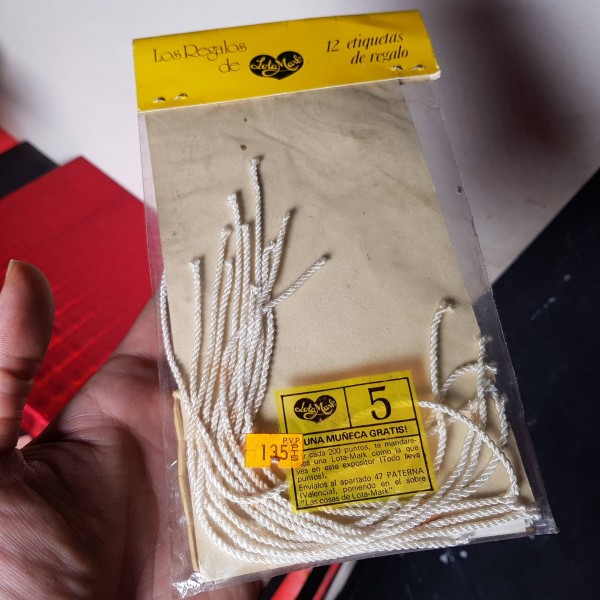 Los Regalos
de Lota Mark
12 etiquetas
de regalo
Lota Mark
5
UNA MUÑECA GRATIS!
cada 200 puntos, te mandare-
mos una Lota-Mark como la que
ves en este expositor (Todo lleva
puntos).
Envíalos al apartado 47 PATERNA
(Valencia), poniendo en el sobre
"Las cosas de Lota-Mark".
P.V.P.
135